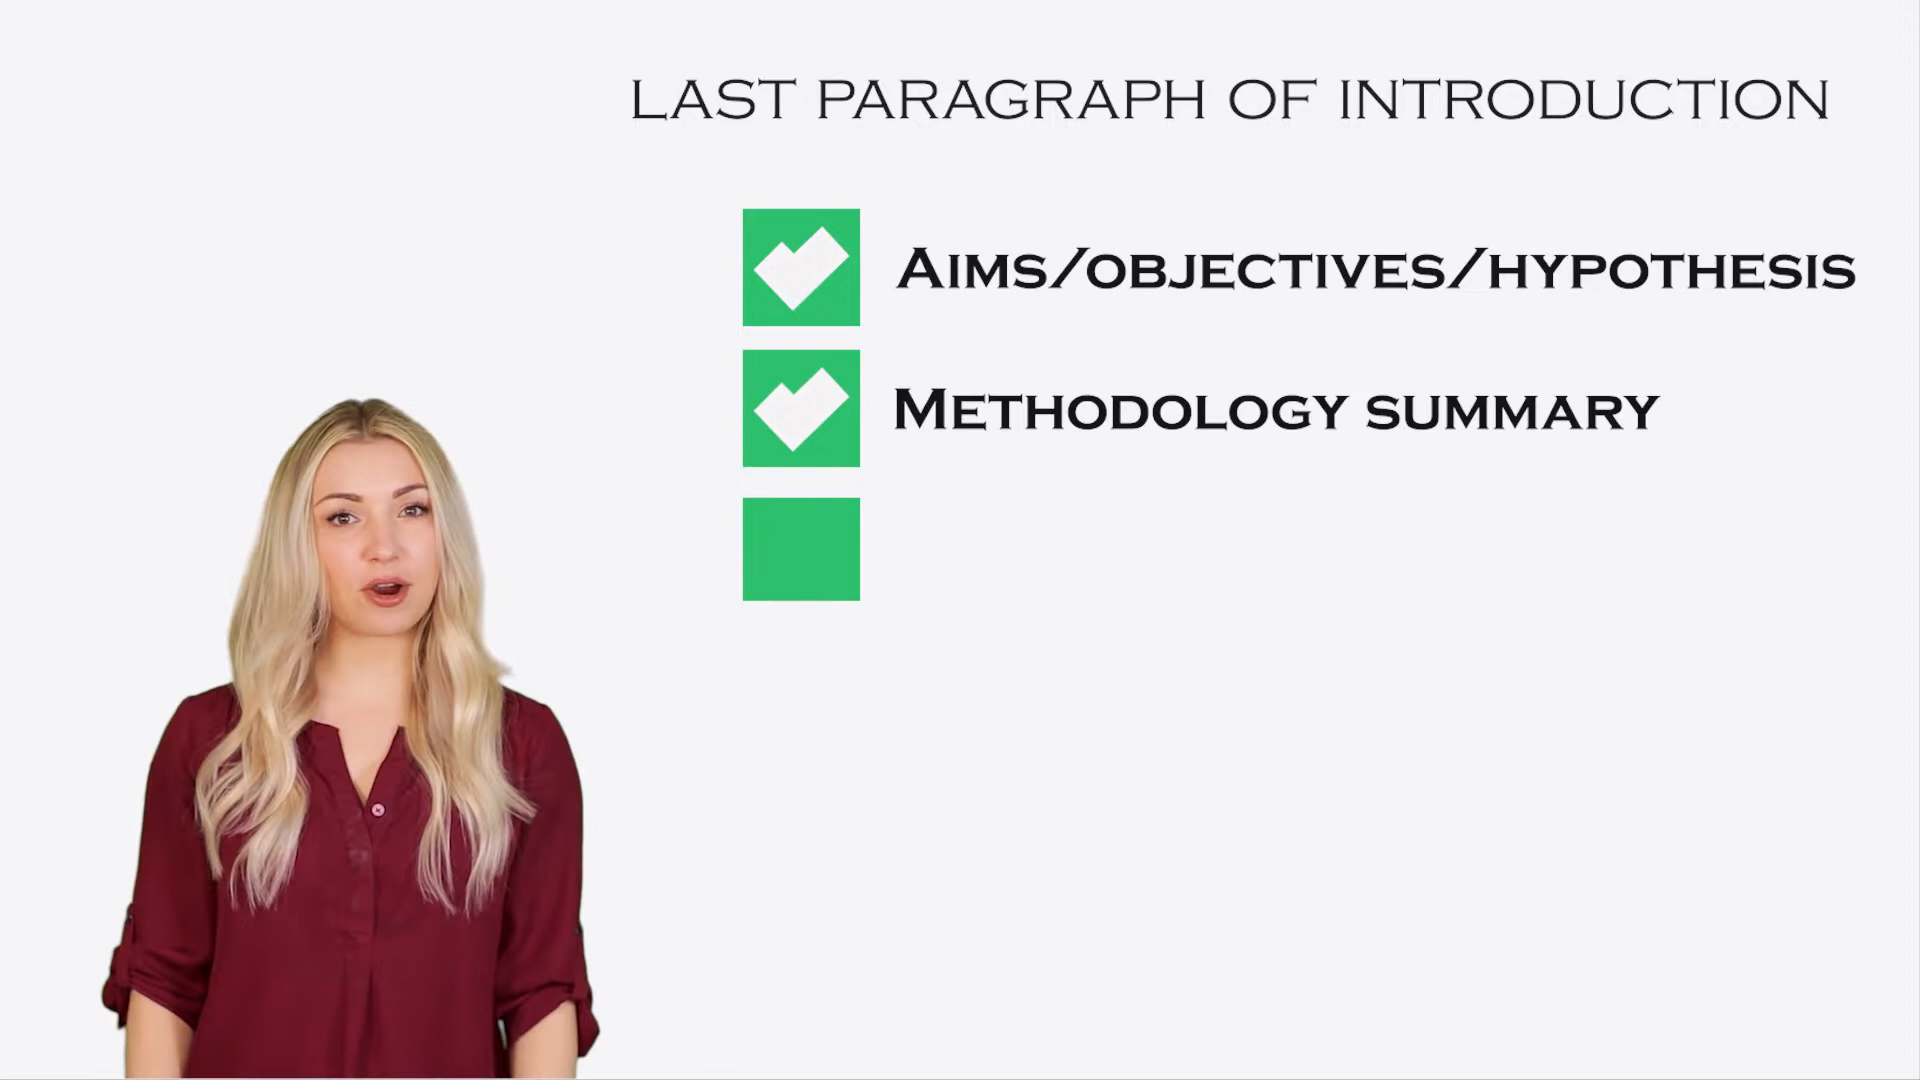 LAST PARAGRAPH OF INTRODUCTION
AIMS/OBJECTIVES/HYPOTHESIS
METHODOLOGY SUMMARY